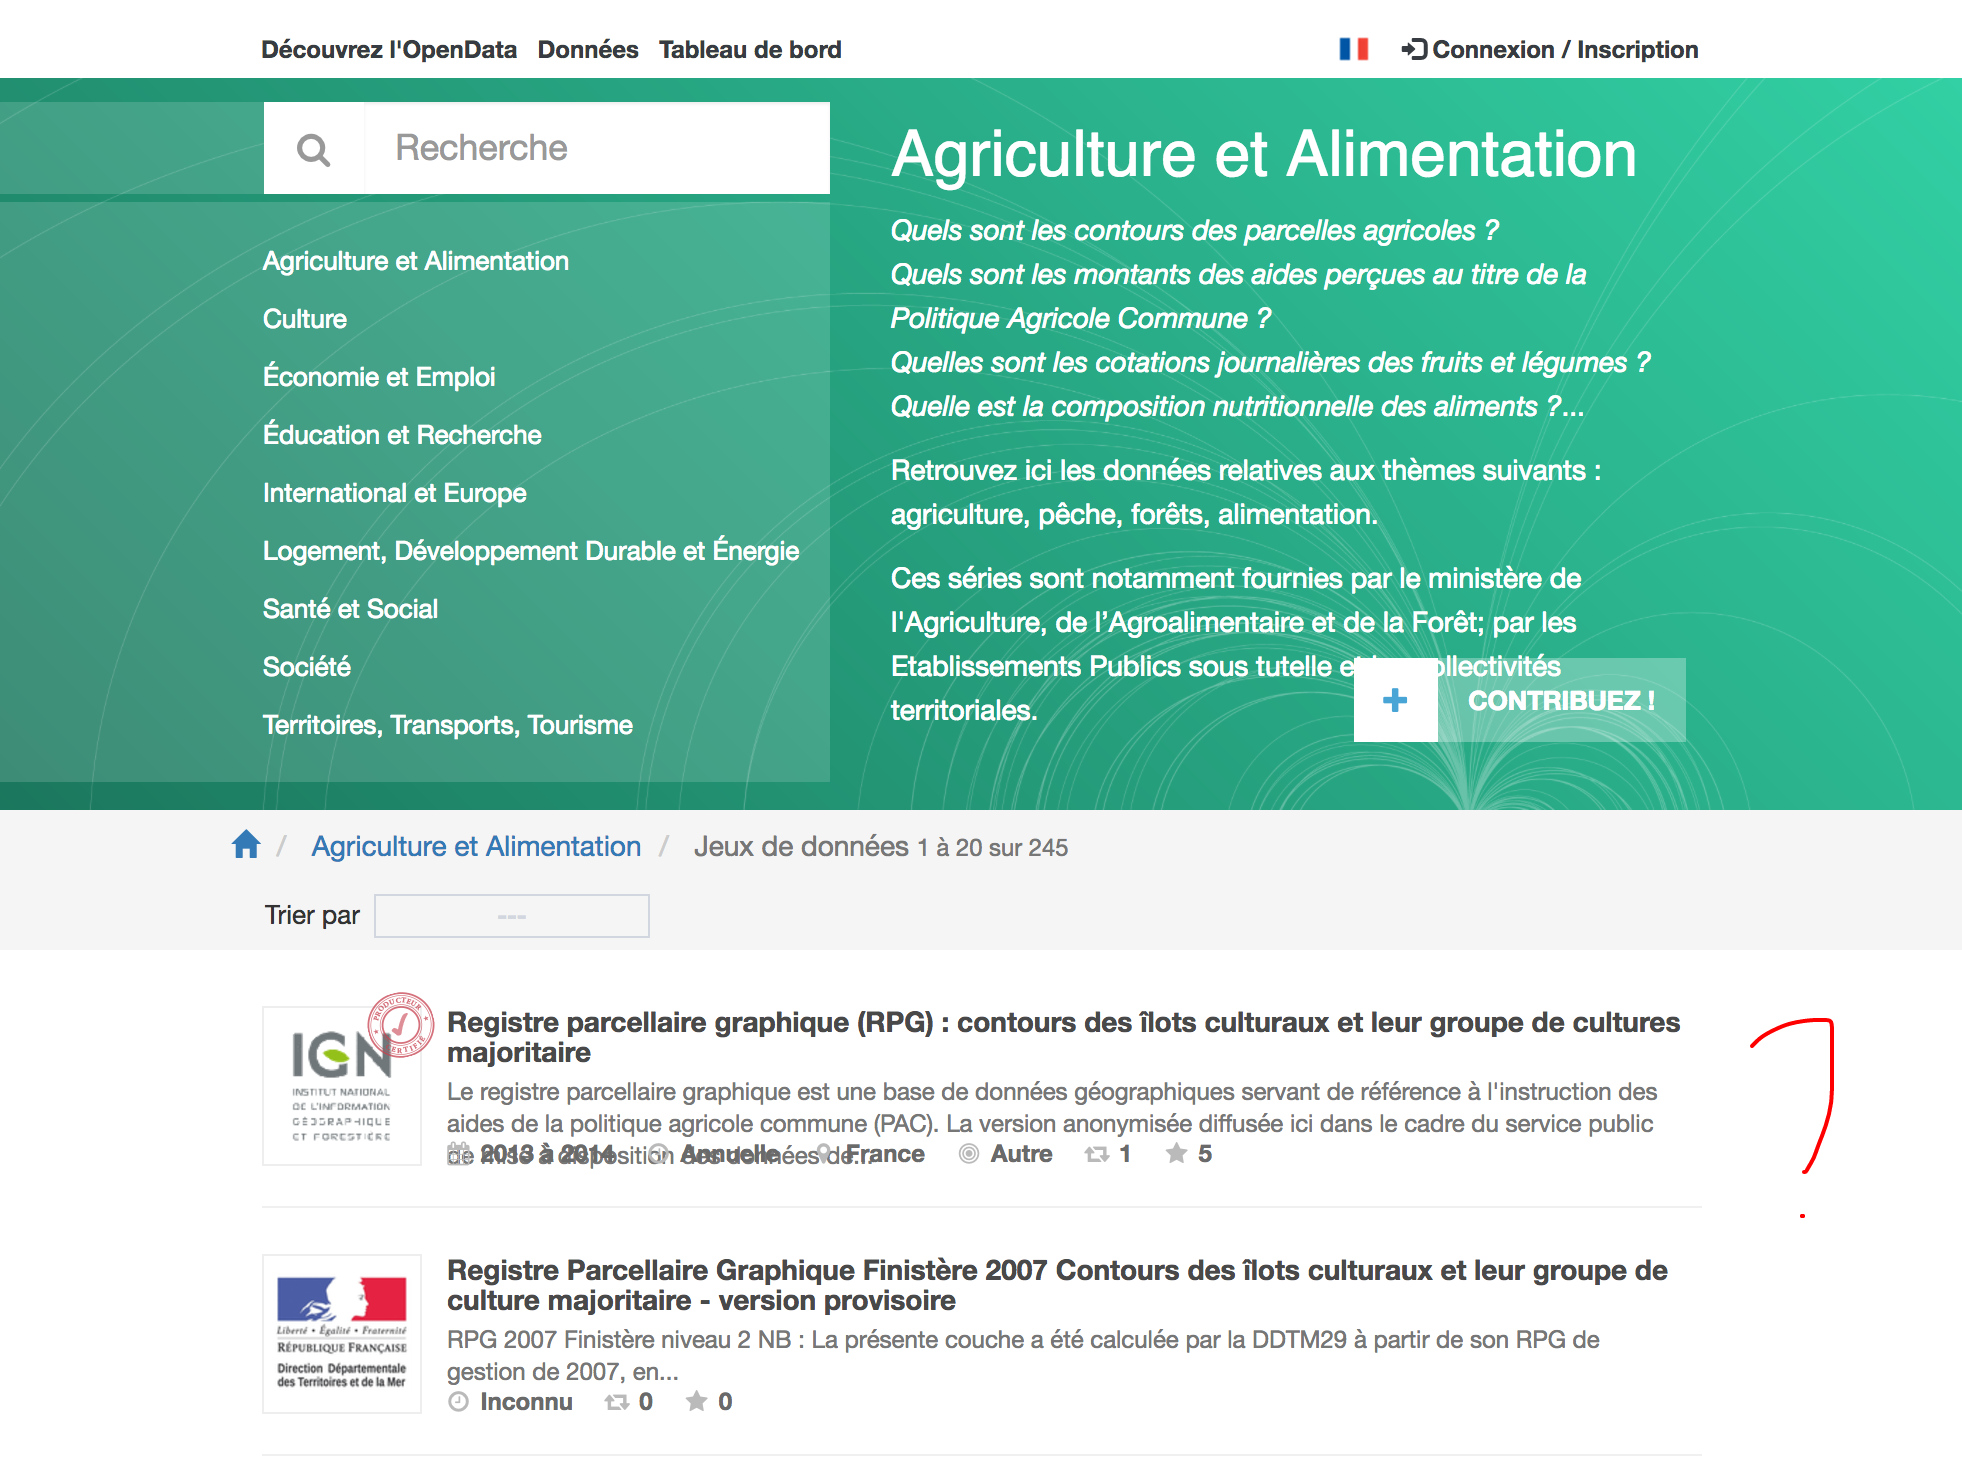 Découvrez l'OpenData Données Tableau de bord Connexion / Inscription
Recherche
Agriculture et Alimentation
Culture
Économie et Emploi
Éducation et Recherche
International et Europe
Logement, Développement Durable et Énergie
Santé et Social
Société
Territoires, Transports, Tourisme
Agriculture et Alimentation
Quels sont les contours des parcelles agricoles ?
Quels sont les montants des aides perçues au titre de la
Politique Agricole Commune ?
Quelles sont les cotations journalières des fruits et légumes ?
Quelle est la composition nutritionnelle des aliments ?...
Retrouvez ici les données relatives aux thèmes suivants :
agriculture, pêche, forêts, alimentation.
Ces séries sont notamment fournies par le ministère de
l'Agriculture, de l’Agroalimentaire et de la Forêt; par les
Etablissements Publics sous tutelle
territoriales.
CONTRIBUEZ !
/ Agriculture et Alimentation / Jeux de données 1 à 20 sur 245
Trier par ---
PRODUCTEUR
CERTIFIÉ
IGN
INSTITUT NATIONAL
DE L'INFORMATION
GÉOGRAPHIQUE
ET FORESTIÈRE
Registre parcellaire graphique (RPG) : contours des îlots culturaux et leur groupe de cultures
majoritaire
Le registre parcellaire graphique est une base de données géographiques servant de référence à l'instruction des
aides de la politique agricole commune (PAC). La version anonymisée diffusée ici dans le cadre du service public
de mise à disposition des données de...
2013 à 2014 Annuelle France Autre 1 5
?
Liberté • Égalité • Fraternité
RÉPUBLIQUE FRANÇAISE
Direction Départementale
des Territoires et de la Mer
Registre Parcellaire Graphique Finistère 2007 Contours des îlots culturaux et leur groupe de
culture majoritaire - version provisoire
RPG 2007 Finistère niveau 2 NB : La présente couche a été calculée par la DDTM29 à partir de son RPG de
gestion de 2007, en...
Inconnu 0 0